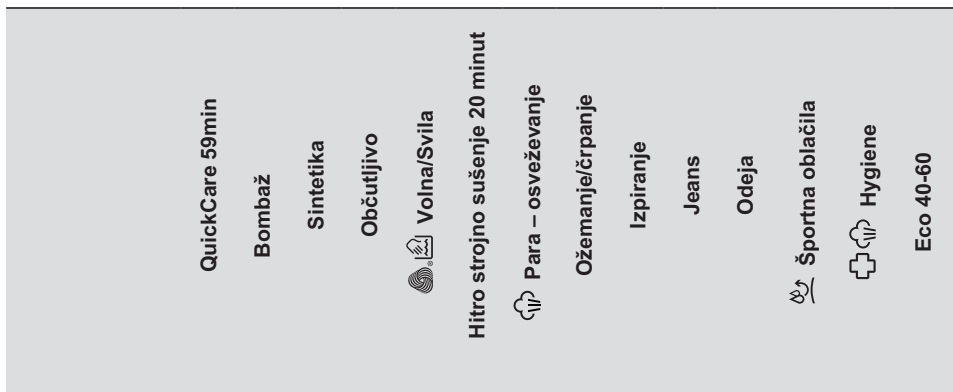 QuickCare 59min
Bombaž
Sintetika
Občutljivo
Volna/Svila
Hitro strojno sušenje 20 minut
Para – osveževanje
Ožemanje/črpanje
Izpiranje
Jeans
Odeja
Športna oblačila
Hygiene
Eco 40-60